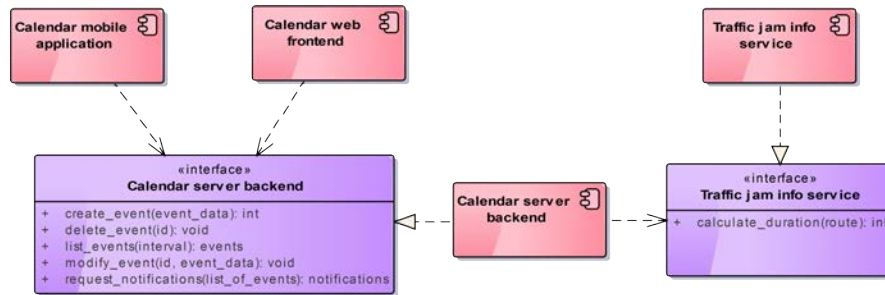 Calendar mobile
application
Calendar web
frontend
Traffic jam info
service
«interface»
Calendar server backend
+ create_event(event_data): int
+ delete_event(id): void
+ list_events(interval): events
+ modify_event(id, event_data): void
+ request_notifications(list_of_events): notifications
Calendar server
backend
«interface»
Traffic jam info service
+ calculate_duration(route): int